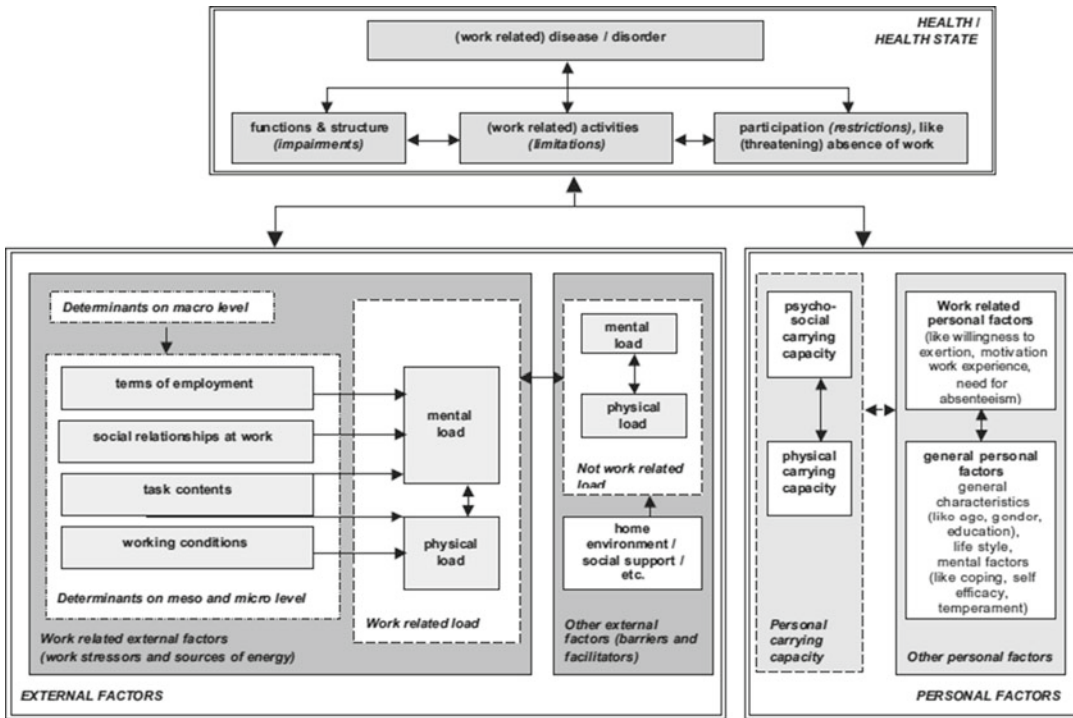 HEALTH /
HEALTH STATE
(work related) disease / disorder
functions & structure
(impairments)
(work related) activities
(limitations)
participation (restrictions), like
(threatening) absence of work
Determinants on macro level
terms of employment
social relationships at work
task contents
working conditions
Determinants on meso and micro level
mental
load
physical
load
Work related load
Work related external factors
(work stressors and sources of energy)
mental
load
physical
load
Not work related
load
home
environment /
social support /
etc.
Other external
factors (barriers and
facilitators)
EXTERNAL FACTORS
psycho-
social
carrying
capacity
physical
carrying
capacity
Personal
carrying
capacity
Work related
personal factors
(like willingness to
exertion, motivation
work experience,
need for
absenteeism)
general personal
factors
general
characteristics
(like age, gender,
education),
life style,
mental factors
(like coping, self
efficacy,
temperament)
Other personal factors
PERSONAL FACTORS